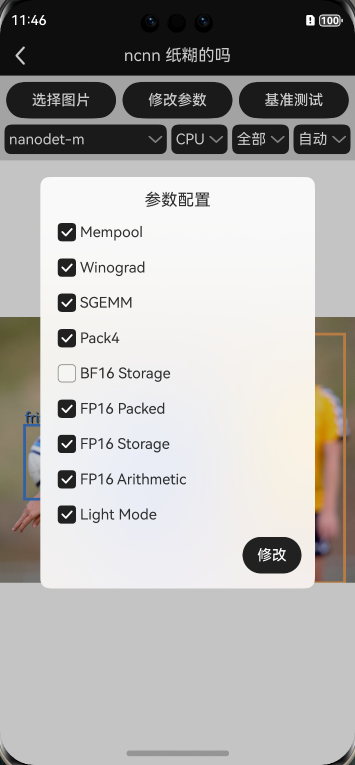 11:46
100
ncnn 纸糊的吗
选择图片
修改参数
基准测试
nanodet-m
CPU
全部
自动
参数配置
Mempool
Winograd
SGEMM
Pack4
BF16 Storage
FP16 Packed
FP16 Storage
FP16 Arithmetic
Light Mode
修改
fri